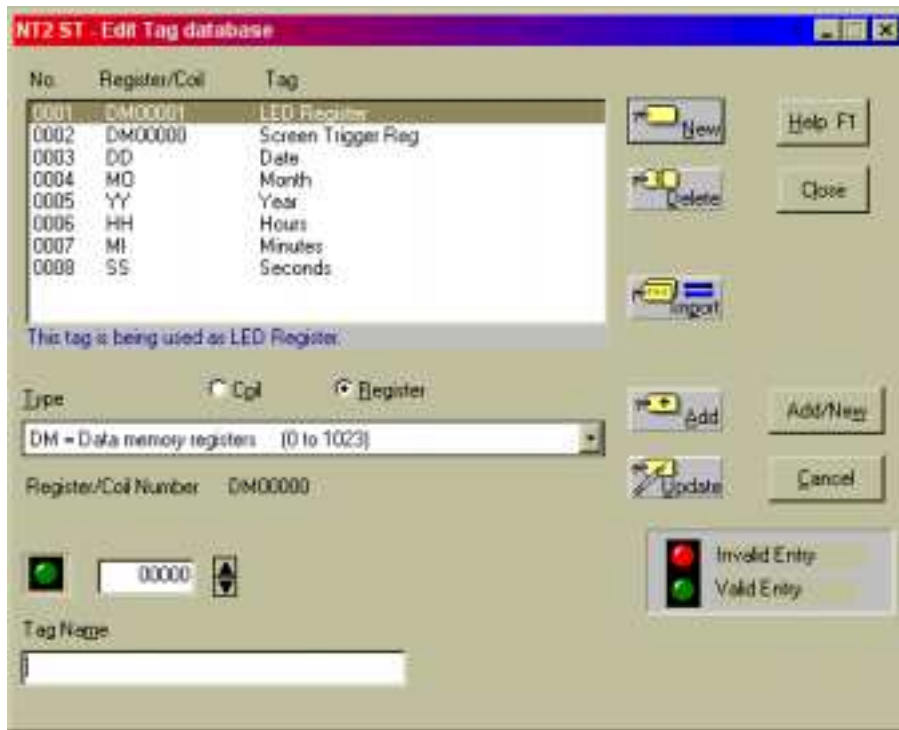 NT2 ST - Edit Tag database
No. Register/Coil Tag
0001 DM00001 LED Register
0002 DM00000 Screen Trigger Reg
0003 DD Date
0004 MO Month
0005 YY Year
0006 HH Hours
0007 MI Minutes
0008 SS Seconds
New
Help F1
Delete
Close
Import
This tag is being used as LED Register.
Type Coil Register
Add
Add/New
DM = Data memory registers (0 to 1023)
Register/Coil Number DM00000
Update
Cancel
Invalid Entry
00000
Valid Entry
Tag Name